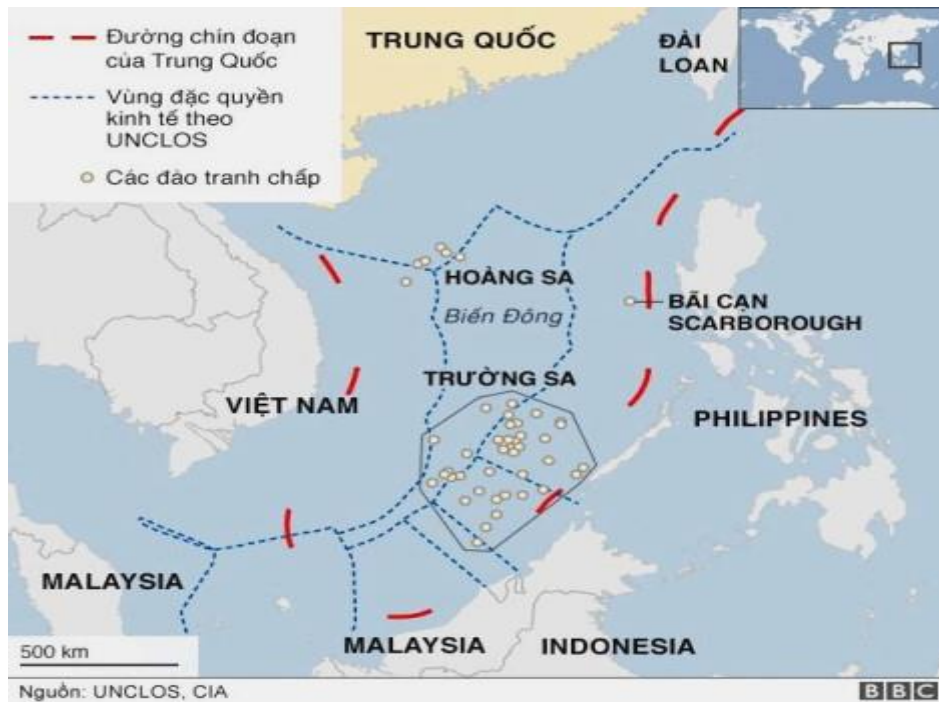 Đường chín đoạn
của Trung Quốc
Vùng đặc quyền
kinh tế theo
UNCLOS
Các đảo tranh chấp
TRUNG QUỐC
ĐÀI
LOAN
HOÀNG SA
Biển Đông
BÃI CẠN
SCARBOROUGH
TRƯỜNG SA
VIỆT NAM
PHILIPPINES
MALAYSIA
MALAYSIA
INDONESIA
500 km
Nguồn: UNCLOS, CIA
BBC